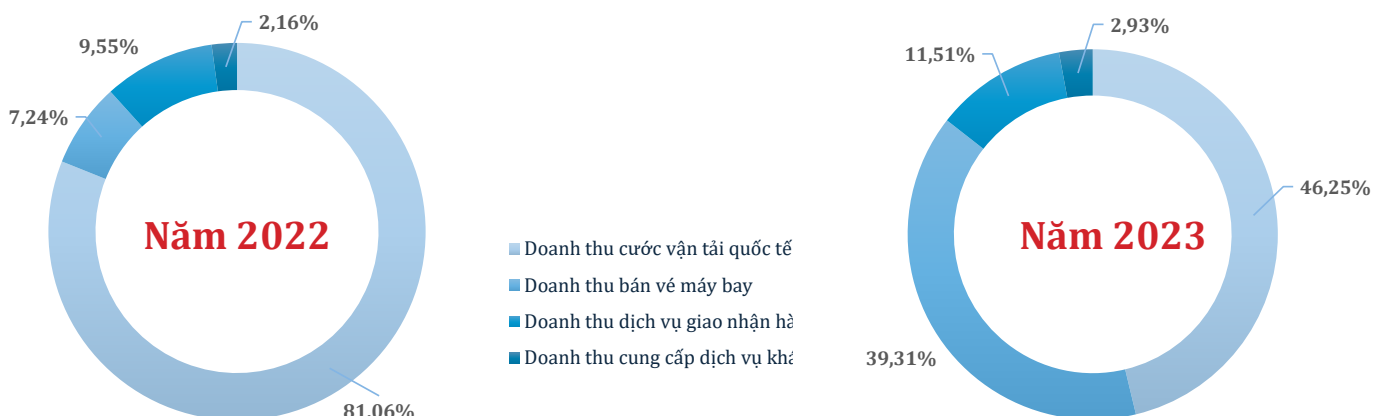 2,16%
9,55%
7,24%
Năm 2022
81,06%
Doanh thu cước vận tải quốc tế
Doanh thu bán vé máy bay
Doanh thu dịch vụ giao nhận hà
Doanh thu cung cấp dịch vụ khá
2,93%
11,51%
46,25%
Năm 2023
39,31%